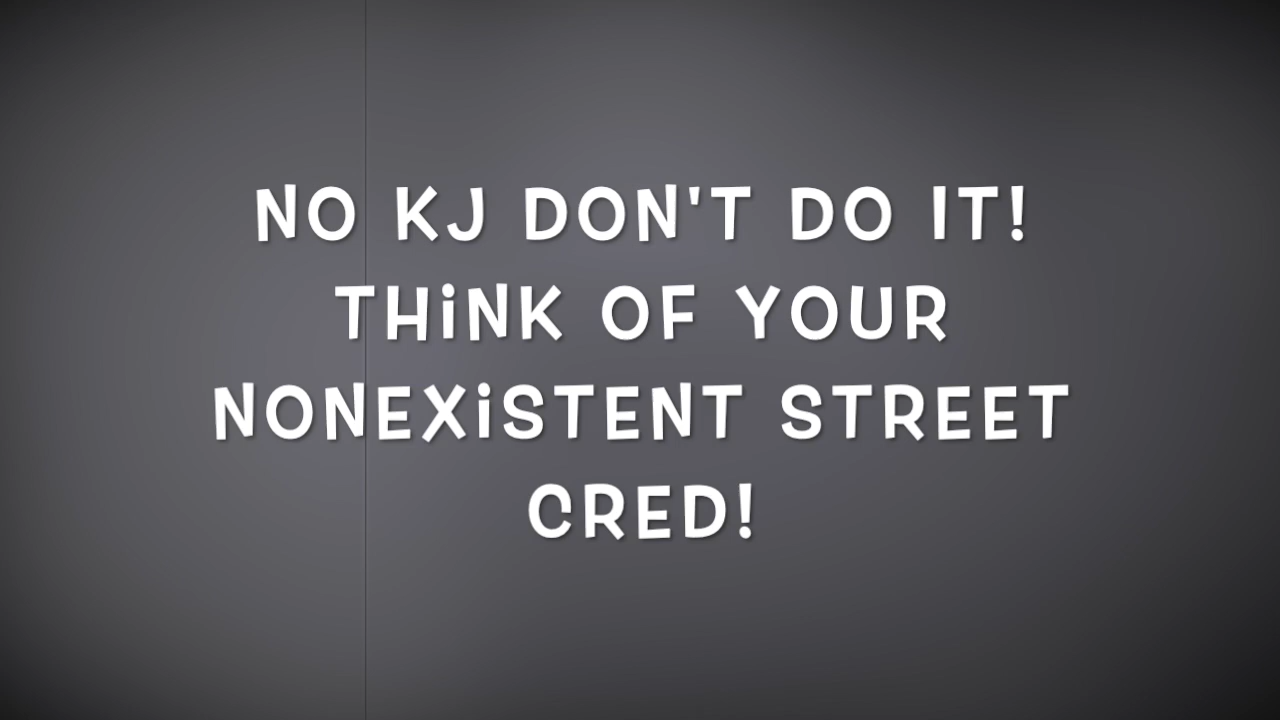 NO KJ DON'T DO IT!
THiNK OF YOUR
NONEXiSTENT STREET
CRED!